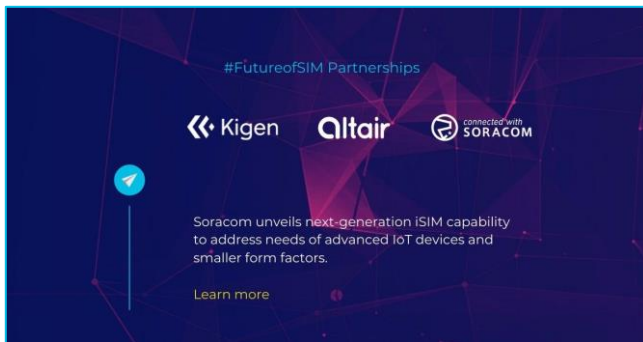 #FutureofSIM Partnerships
Kigen
altair
connected with
SORACOM
Soracom unveils next-generation iSIM capability
to address needs of advanced IoT devices and
smaller form factors.
Learn more